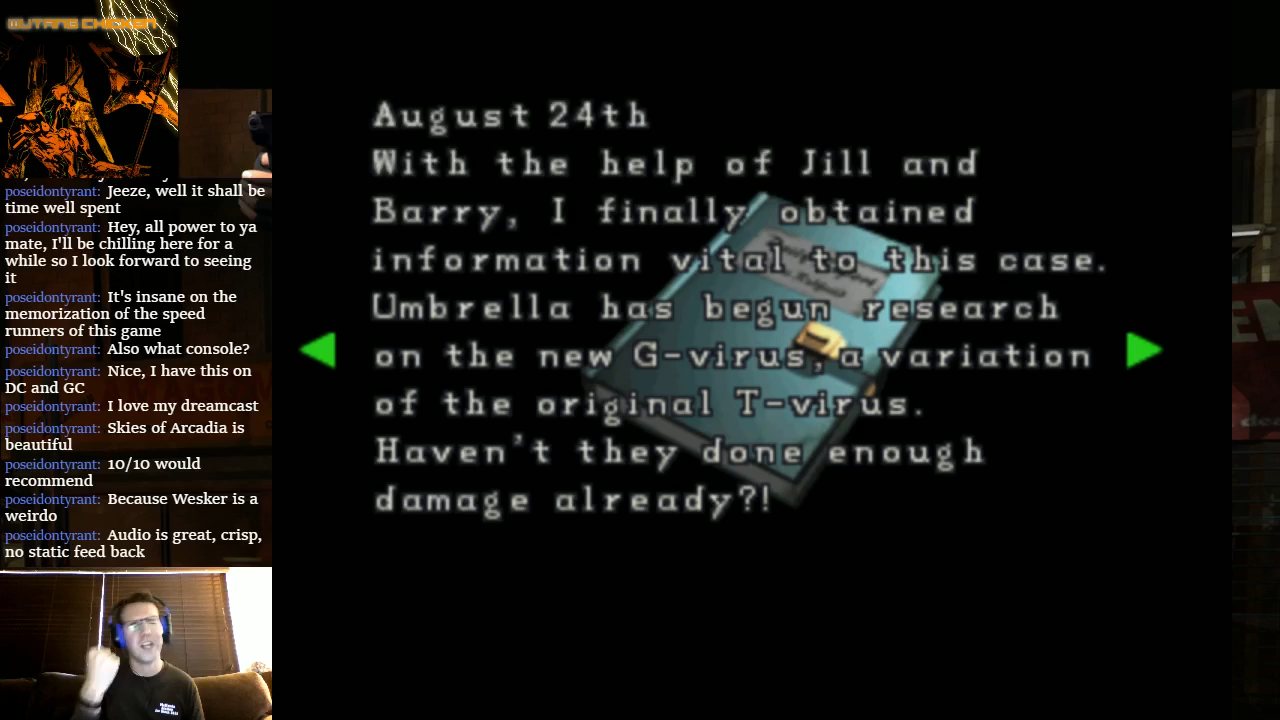 WUTANG CHICKEN
poseidontyrant: Jeeze, well it shall be
time well spent
poseidontyrant: Hey, all power to ya
mate, I'll be chilling here for a
while so I look forward to seeing
it
poseidontyrant: It's insane on the
memorization of the speed
runners of this game
poseidontyrant: Also what console?
poseidontyrant: Nice, I have this on
DC and GC
poseidontyrant: I love my dreamcast
poseidontyrant: Skies of Arcadia is
beautiful
poseidontyrant: 10/10 would
recommend
poseidontyrant: Because Wesker is a
weirdo
poseidontyrant: Audio is great, crisp,
no static feed back
August 24th
With the help of Jill and
Barry, I finally obtained
information vital to this case.
Umbrella has begun research
on the new G-virus, a variation
of the original T-virus.
Haven't they done enough
damage already?!